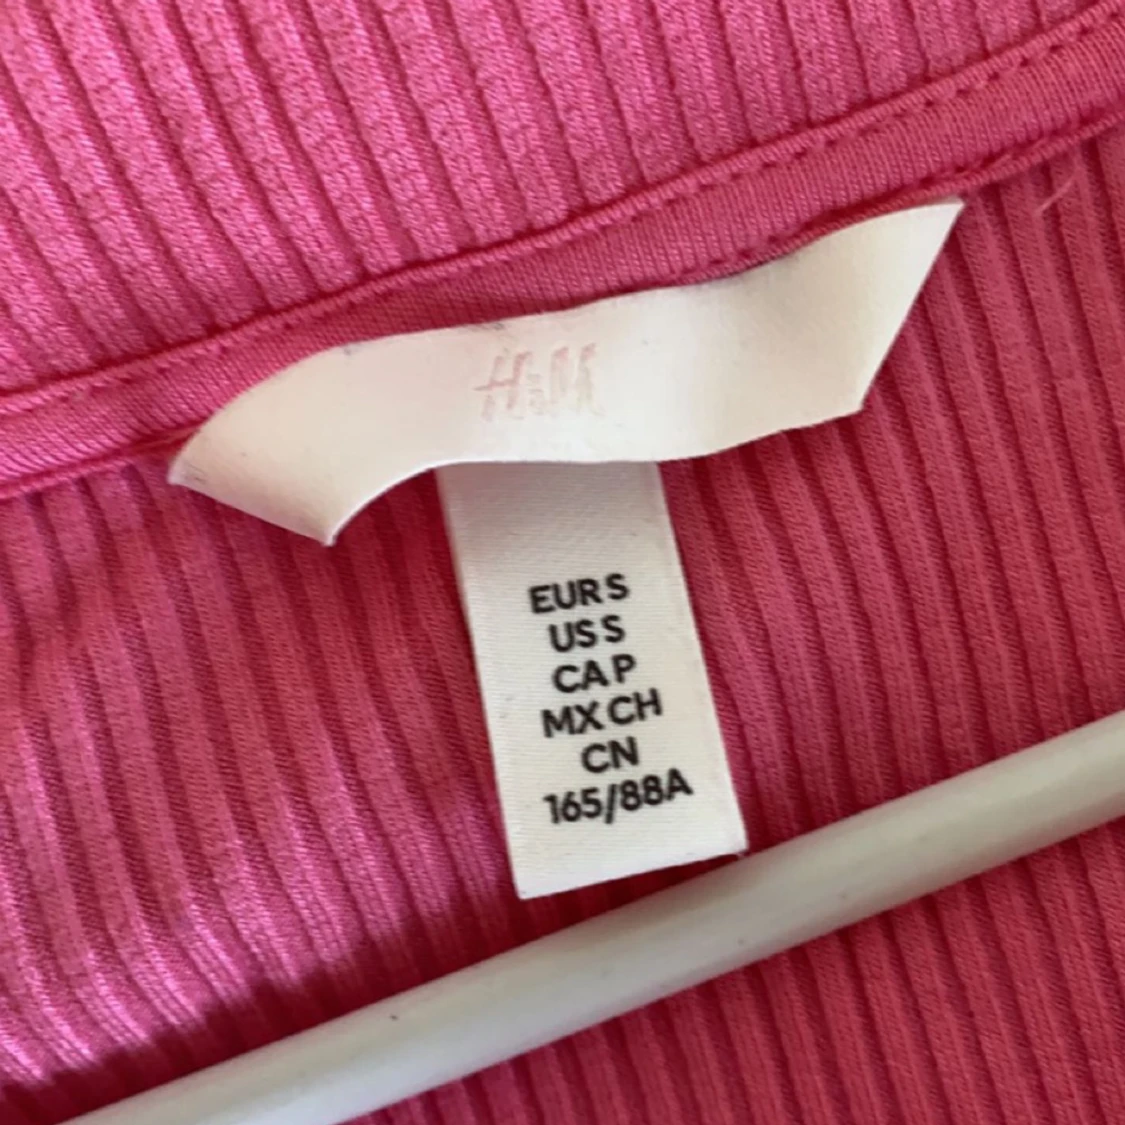 H&M
EUR S
US S
CA P
MX CH
CN
165/88A